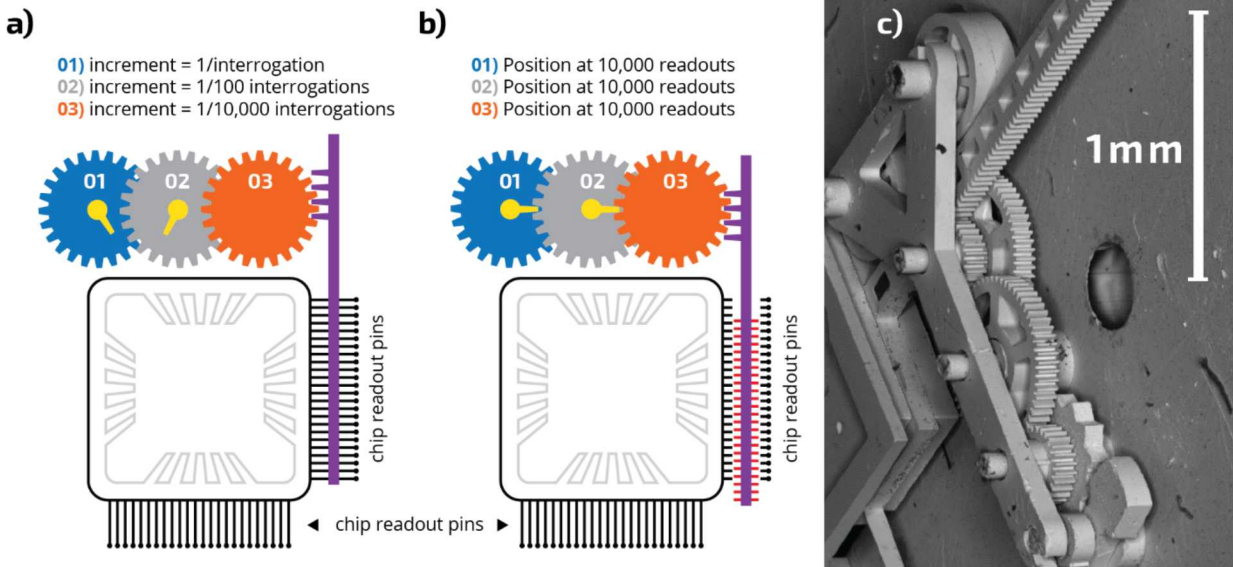 a)
01) increment = 1/interrogation
02) increment = 1/100 interrogations
03) increment = 1/10,000 interrogations
01
02
03
chip readout pins
chip readout pins
b)
01) Position at 10,000 readouts
02) Position at 10,000 readouts
03) Position at 10,000 readouts
01
02
03
chip readout pins
c)
1mm